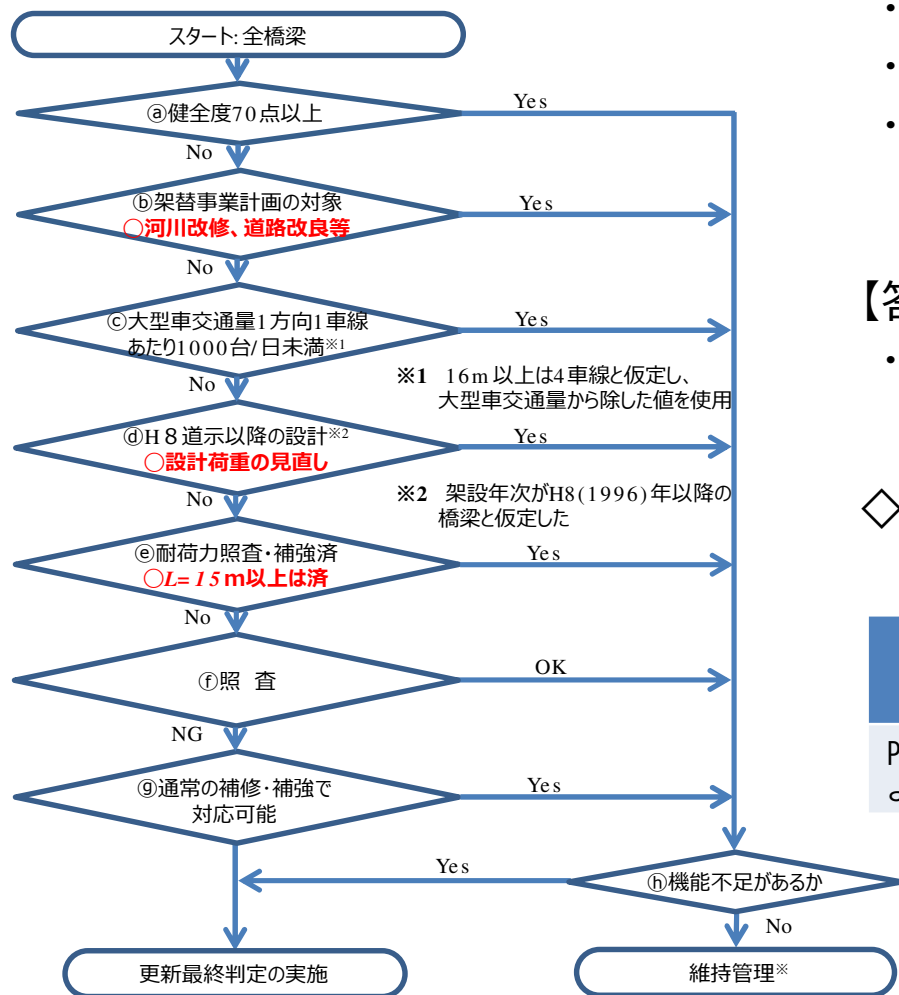 スタート:全橋梁
ⓐ健全度70点以上
Yes
No
ⓑ架替事業計画の対象
○河川改修、道路改良等
Yes
No
ⓒ大型車交通量1方向1車線
あたり1000台/日未満※1
Yes
No
※1 16m以上は4車線と仮定し、
大型車交通量から除した値を使用
ⓓH8道示以降の設計※2
○設計荷重の見直し
Yes
No
※2 架設年次がH8(1996)年以降の
橋梁と仮定した
ⓔ耐荷力照査・補強済
○L=15m以上は済
Yes
No
ⓕ照 査
OK
NG
ⓖ通常の補修・補強で
対応可能
Yes
ⓗ機能不足があるか
Yes
No
更新最終判定の実施
維持管理※
・
・
・
・
◇
P